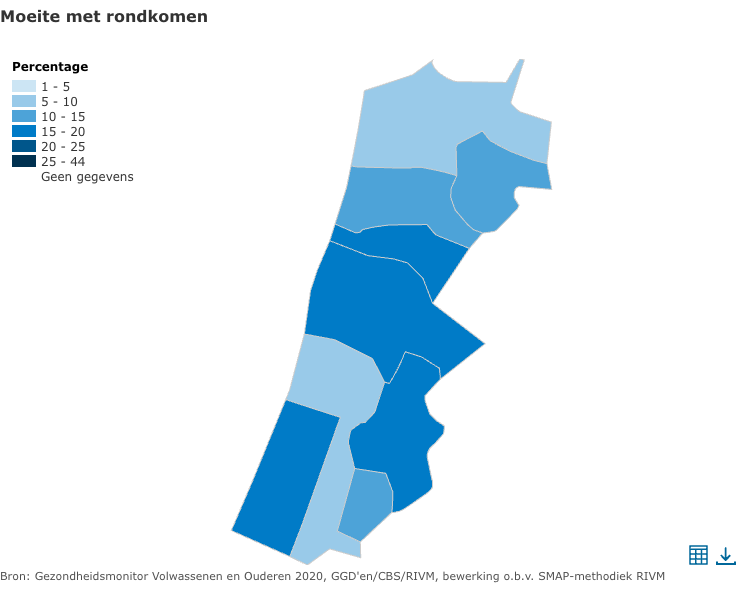 Moeite met rondkomen
Percentage
1 - 5
5 - 10
10 - 15
15 - 20
20 - 25
25 - 44
Geen gegevens
Bron: Gezondheidsmonitor Volwassenen en Ouderen 2020, GGD'en/CBS/RIVM, bewerking o.b.v. SMAP-methodiek RIVM